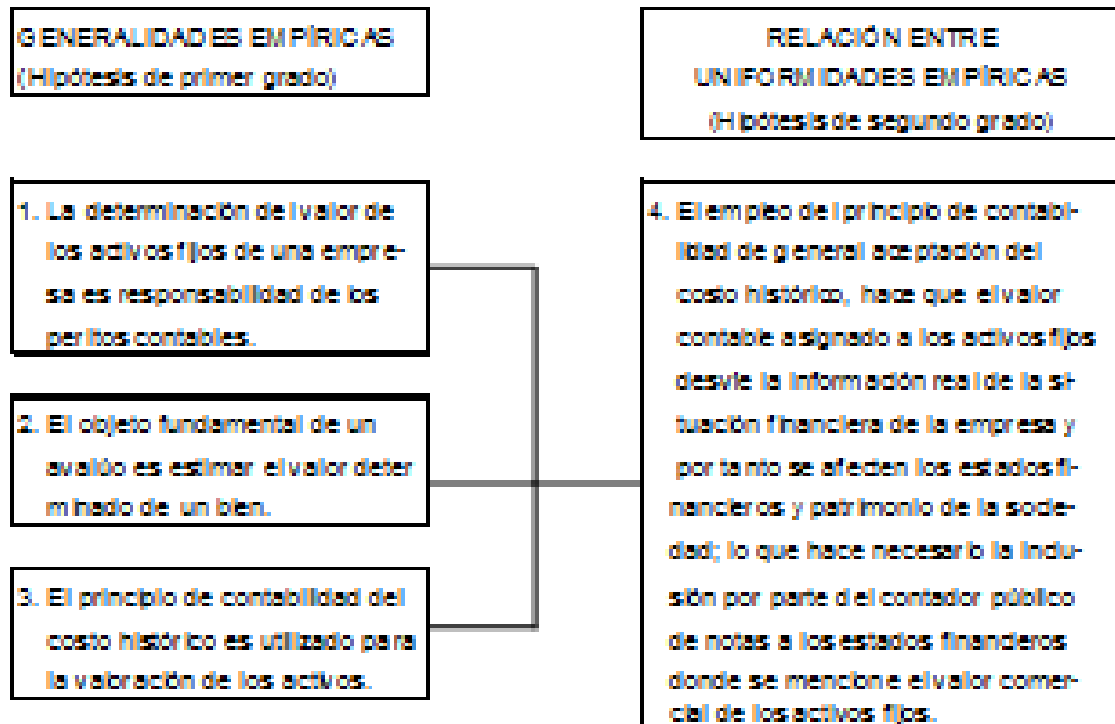 GENERALIDADES EMPÍRICAS
(Hipótesis de primer grado)
RELACIÓN ENTRE
UNIFORMIDADES EMPÍRICAS
(Hipótesis de segundo grado)
1. La determinación del valor de
los activos fijos de una empre-
sa es responsabilidad de los
peritos contables.
2. El objeto fundamental de un
avalúo es estimar el valor deter
minado de un bien.
3. El principio de contabilidad del
costo histórico es utilizado para
la valoración de los activos.
4. El empleo del principio de contabi-
lidad de general aceptación del
costo histórico, hace que el valor
contable asignado a los activos fijos
desvíe la información real de la si-
tuación financiera de la empresa y
por tanto se afecten los estados fi-
nancieros y patrimonio de la socie-
dad; lo que hace necesario la inclu-
sión por parte del contador público
de notas a los estados financieros
donde se mencione el valor comer-
cial de los activos fijos.